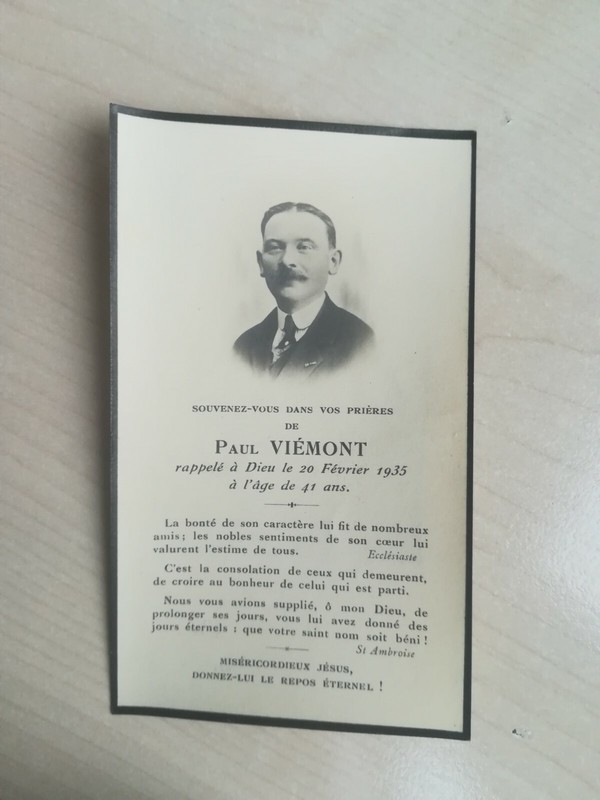 SOUVENEZ-VOUS DANS VOS PRIÈRES
DE
PAUL VIÉMONT
rappelé à Dieu le 20 Février 1935
à l'âge de 41 ans.
La bonté de son caractère lui fit de nombreux
amis; les nobles sentiments de son cœur lui
valurent l'estime de tous. Ecclésiaste
C'est la consolation de ceux qui demeurent,
de croire au bonheur de celui qui est parti.
Nous vous avions supplié, ô mon Dieu, de
prolonger ses jours, vous lui avez donné des
jours éternels : que votre saint nom soit béni !
St Ambroise
MISÉRICORDIEUX JÉSUS,
DONNEZ-LUI LE REPOS ÉTERNEL !